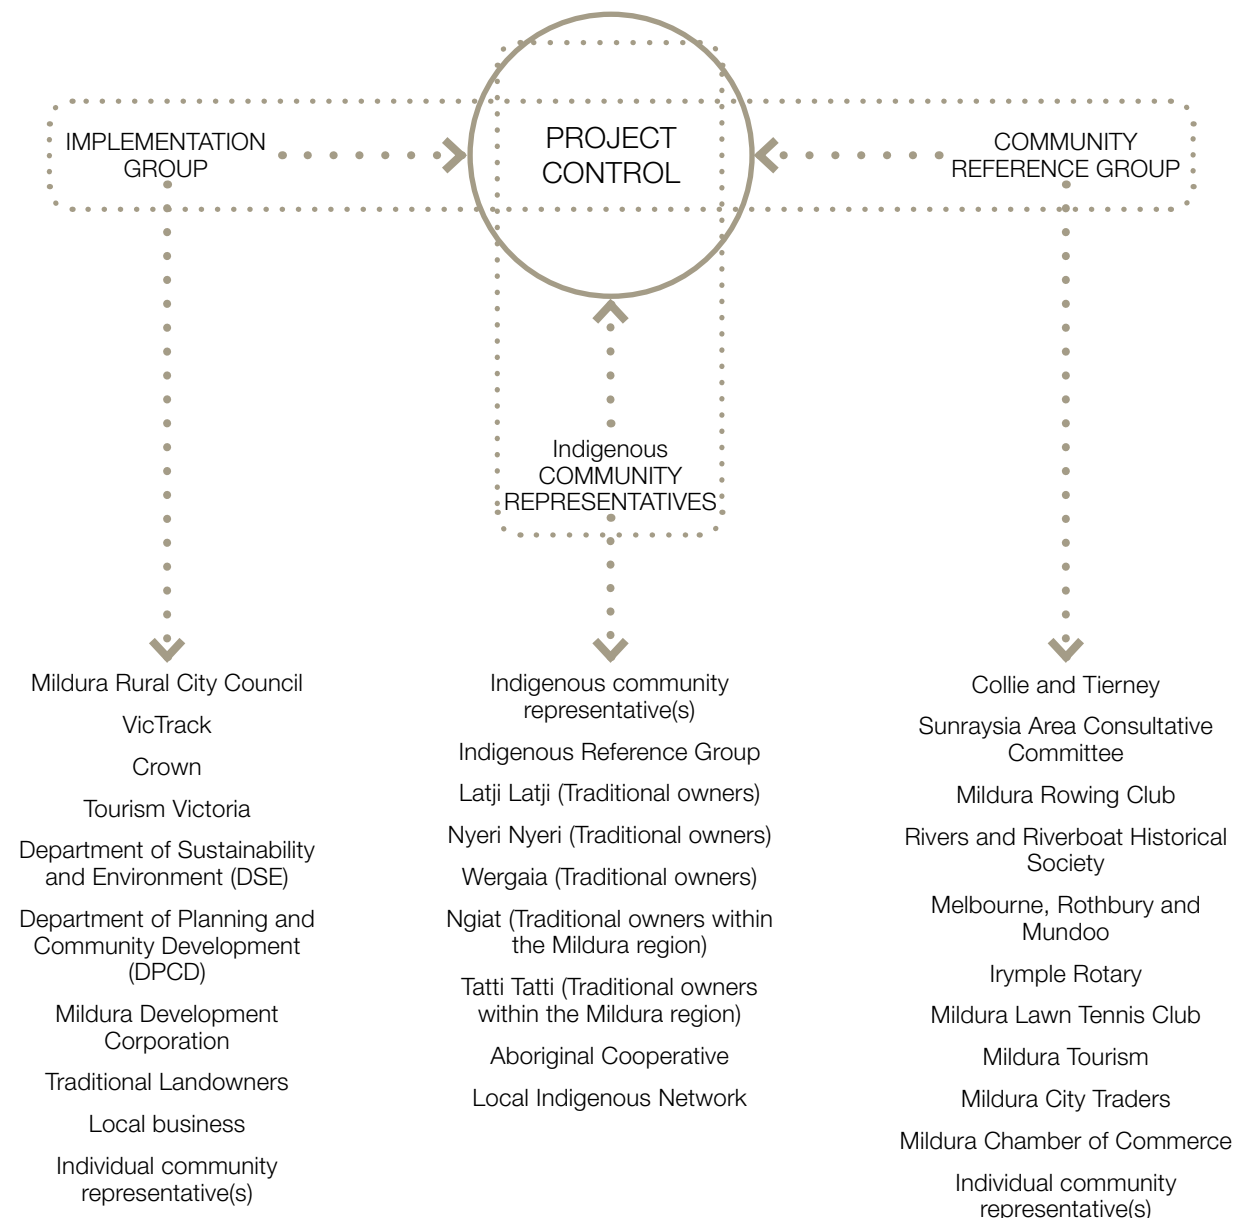 IMPLEMENTATION
GROUP
PROJECT
CONTROL
COMMUNITY
REFERENCE GROUP
Indigenous
COMMUNITY
REPRESENTATIVES
Mildura Rural City Council
VicTrack
Crown
Tourism Victoria
Department of Sustainability
and Environment (DSE)
Department of Planning and
Community Development
(DPCD)
Mildura Development
Corporation
Traditional Landowners
Local business
Individual community
representative(s)
Indigenous community
representative(s)
Indigenous Reference Group
Latji Latji (Traditional owners)
Nyeri Nyeri (Traditional owners)
Wergaia (Traditional owners)
Ngiat (Traditional owners within
the Mildura region)
Tatti Tatti (Traditional owners
within the Mildura region)
Aboriginal Cooperative
Local Indigenous Network
Collie and Tierney
Sunraysia Area Consultative
Committee
Mildura Rowing Club
Rivers and Riverboat Historical
Society
Melbourne, Rothbury and
Mundoo
Irymple Rotary
Mildura Lawn Tennis Club
Mildura Tourism
Mildura City Traders
Mildura Chamber of Commerce
Individual community
representative(s)